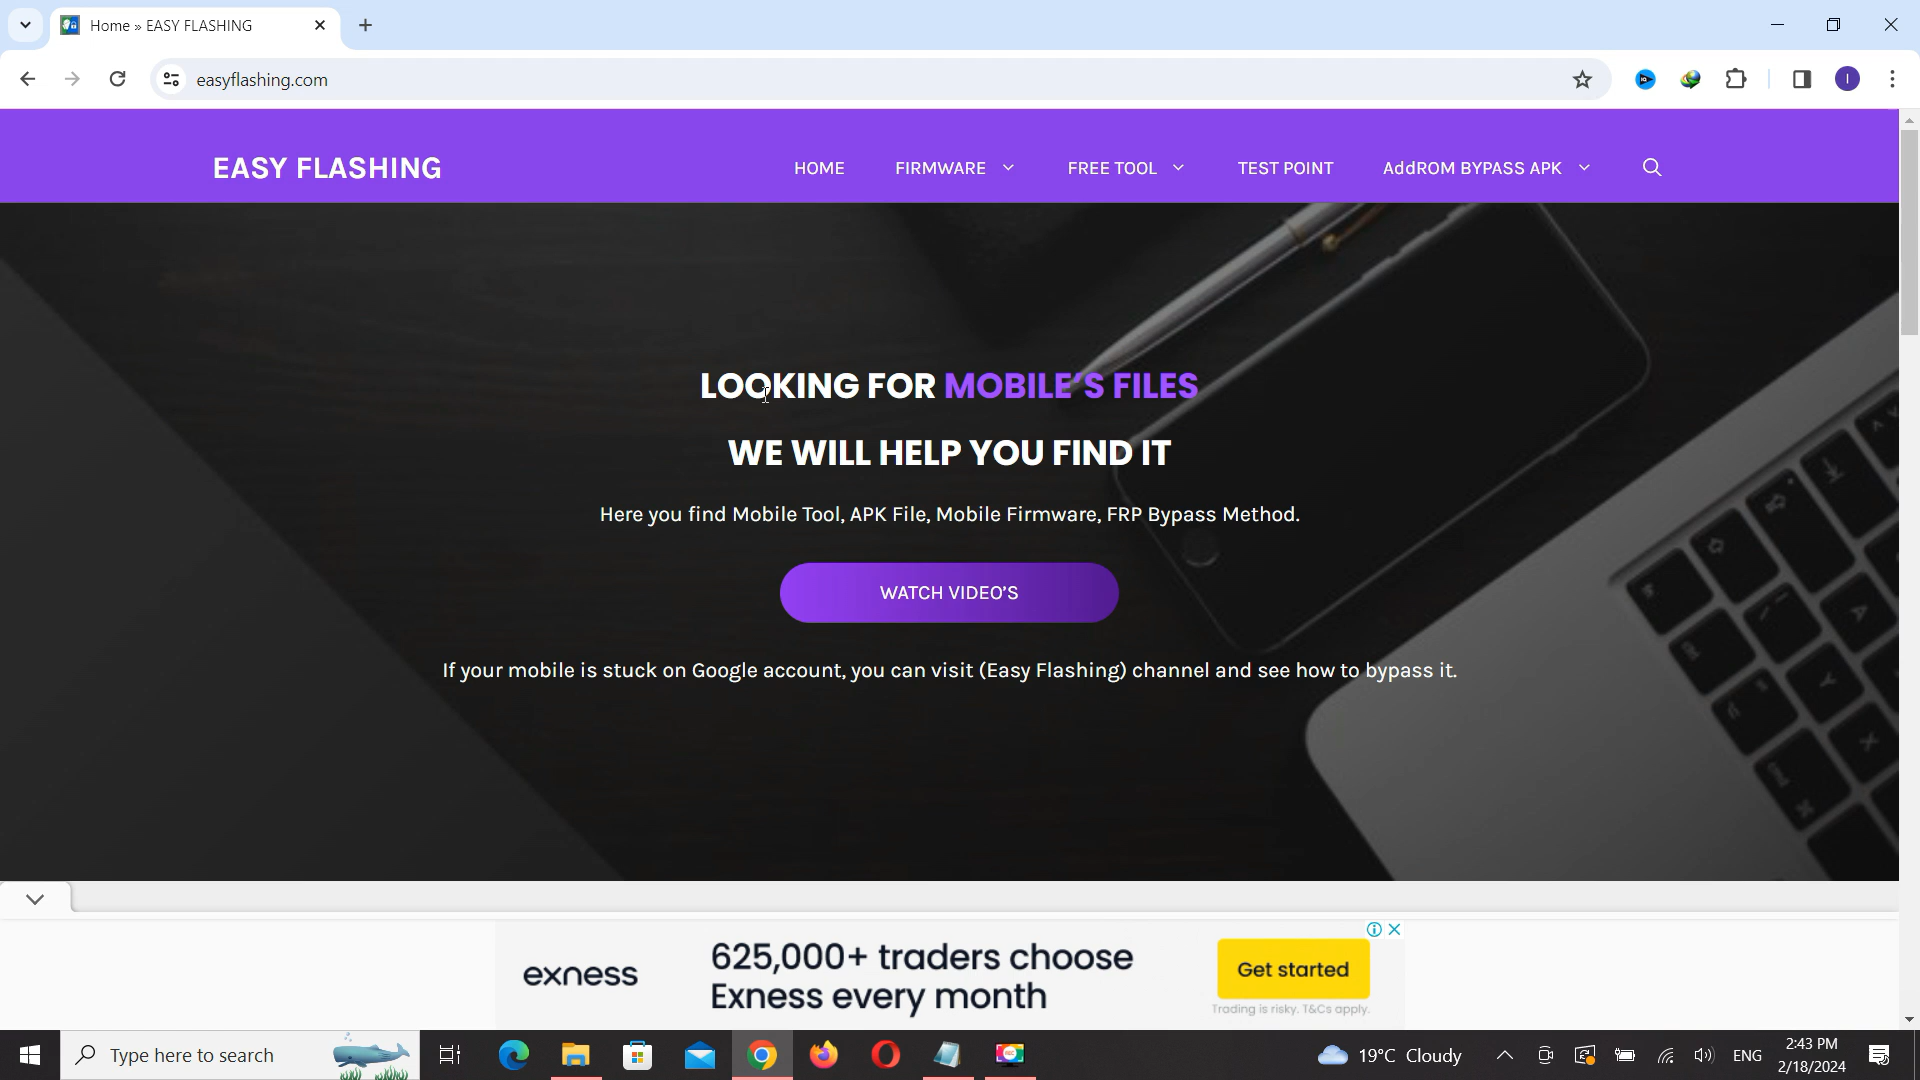 Home » EASY FLASHING
easyflashing.com
I
EASY FLASHING
HOME
FIRMWARE
FREE TOOL
TEST POINT
AddROM BYPASS APK
LOOKING FOR MOBILE’S FILES
WE WILL HELP YOU FIND IT
Here you find Mobile Tool, APK File, Mobile Firmware, FRP Bypass Method.
WATCH VIDEO’S
If your mobile is stuck on Google account, you can visit (Easy Flashing) channel and see how to bypass it.
exness
625,000+ traders choose
Exness every month
Get started
Trading is risky. T&Cs apply.
Type here to search
19°C Cloudy
ENG
2:43 PM
2/18/2024